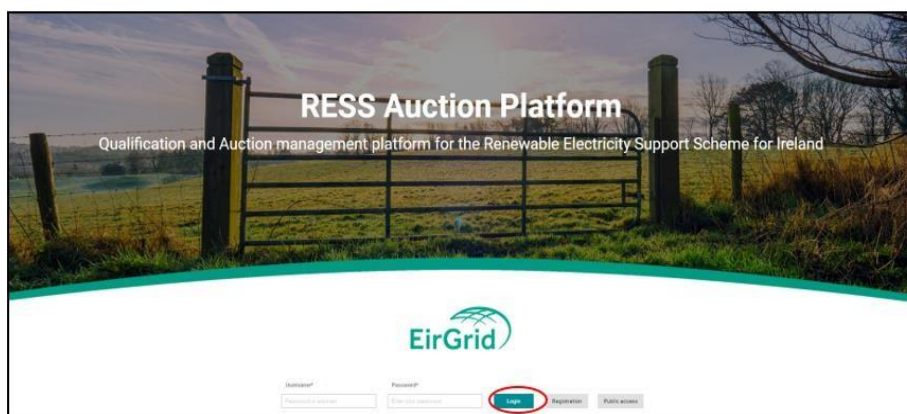 RESS Auction Platform
Qualification and Auction management platform for the Renewable Electricity Support Scheme for Ireland
EirGrid
Username* Password*
Login Registration Public access